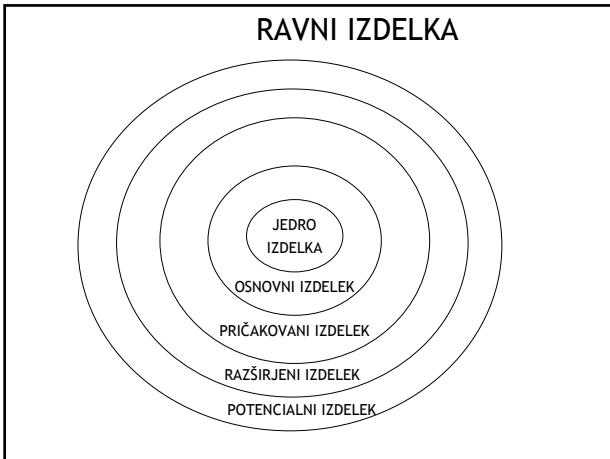 RAVNI IZDELKA
JEDRO
IZDELKA
OSNOVNI IZDELEK
PRIČAKOVANI IZDELEK
RAZŠIRJENI IZDELEK
POTENCIALNI IZDELEK